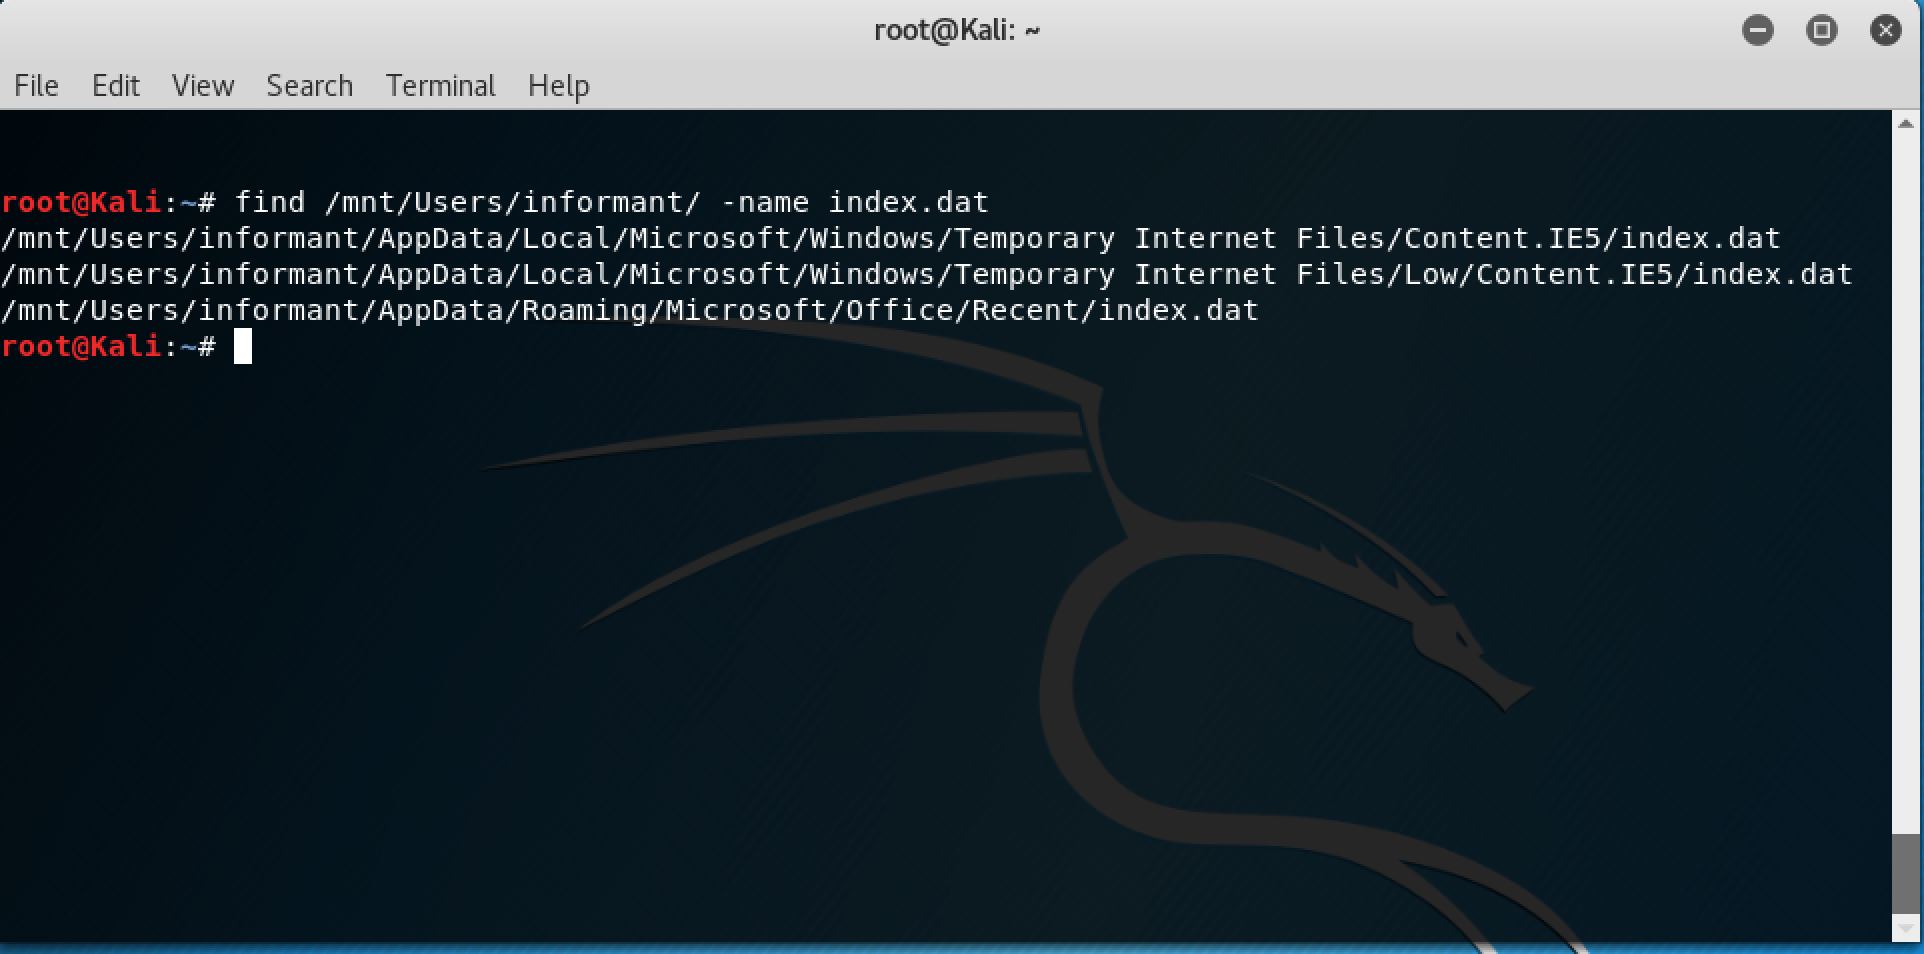 root@Kali: ~
File Edit View Search Terminal Help
root@Kali:~# find /mnt/Users/informant/ -name index.dat
/mnt/Users/informant/AppData/Local/Microsoft/Windows/Temporary Internet Files/Content.IE5/index.dat
/mnt/Users/informant/AppData/Local/Microsoft/Windows/Temporary Internet Files/Low/Content.IE5/index.dat
/mnt/Users/informant/AppData/Roaming/Microsoft/Office/Recent/index.dat
root@Kali:~#